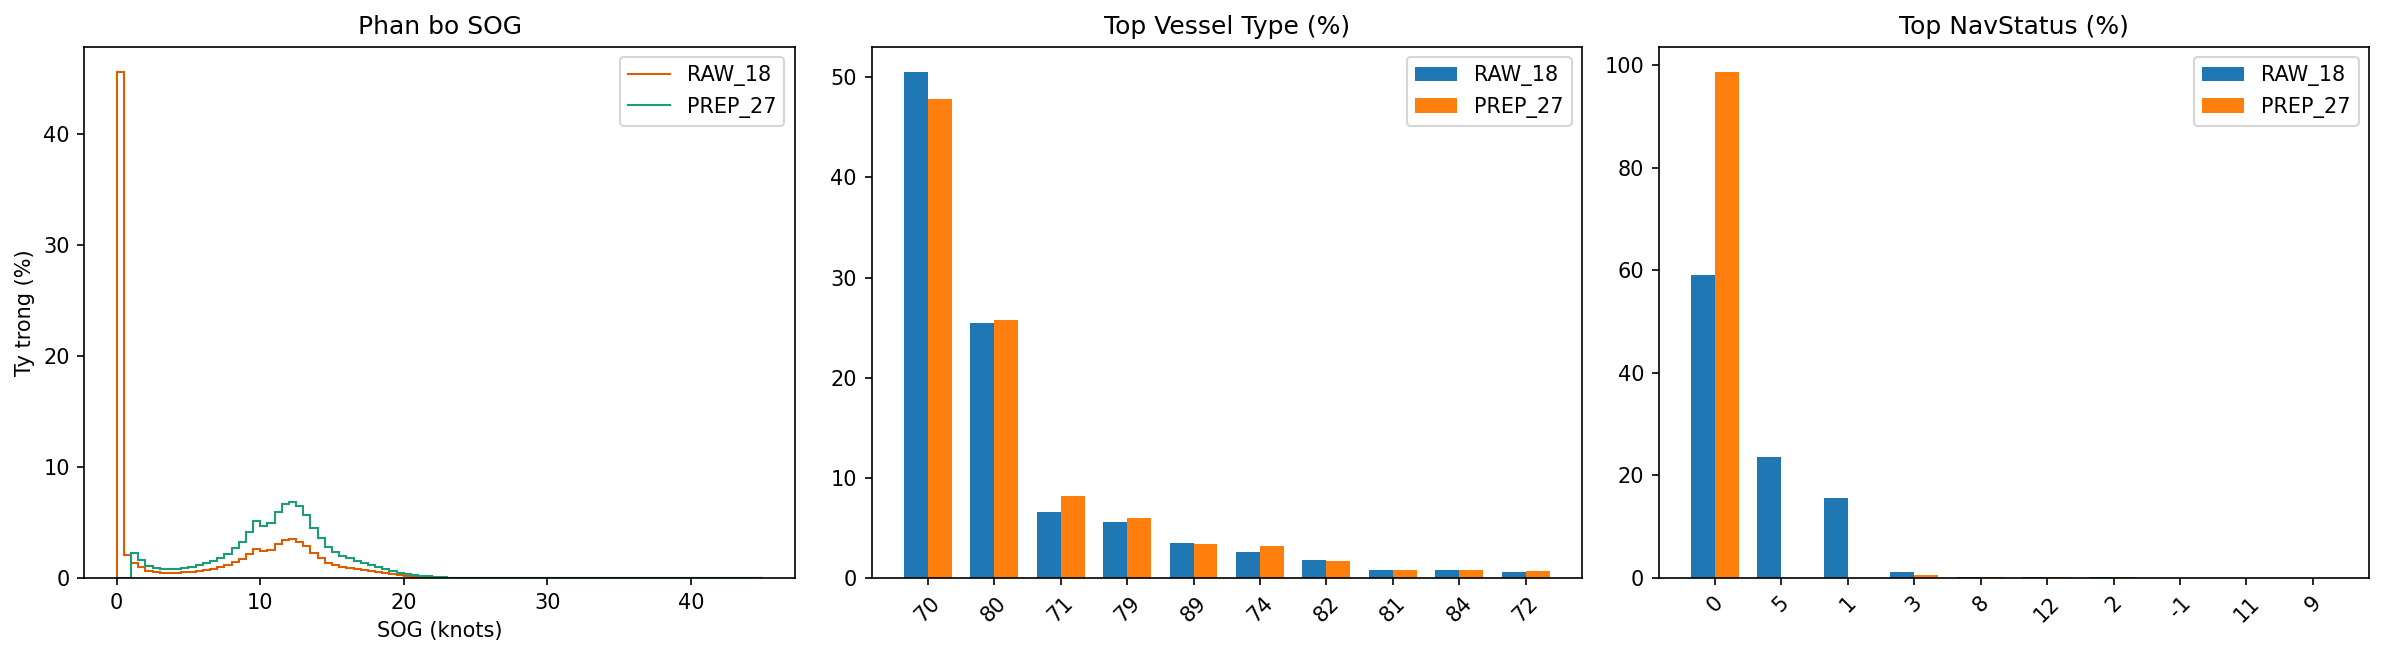 Phan bo SOG
Ty trong (%)
40
30
20
10
0
0 10 20 30 40
SOG (knots)
RAW_18
PREP_27
Top Vessel Type (%)
50
40
30
20
10
0
70 80 71 79 89 74 82 81 84 72
RAW_18
PREP_27
Top NavStatus (%)
100
80
60
40
20
0
0 5 1 3 8 12 2 -1 11 9
RAW_18
PREP_27